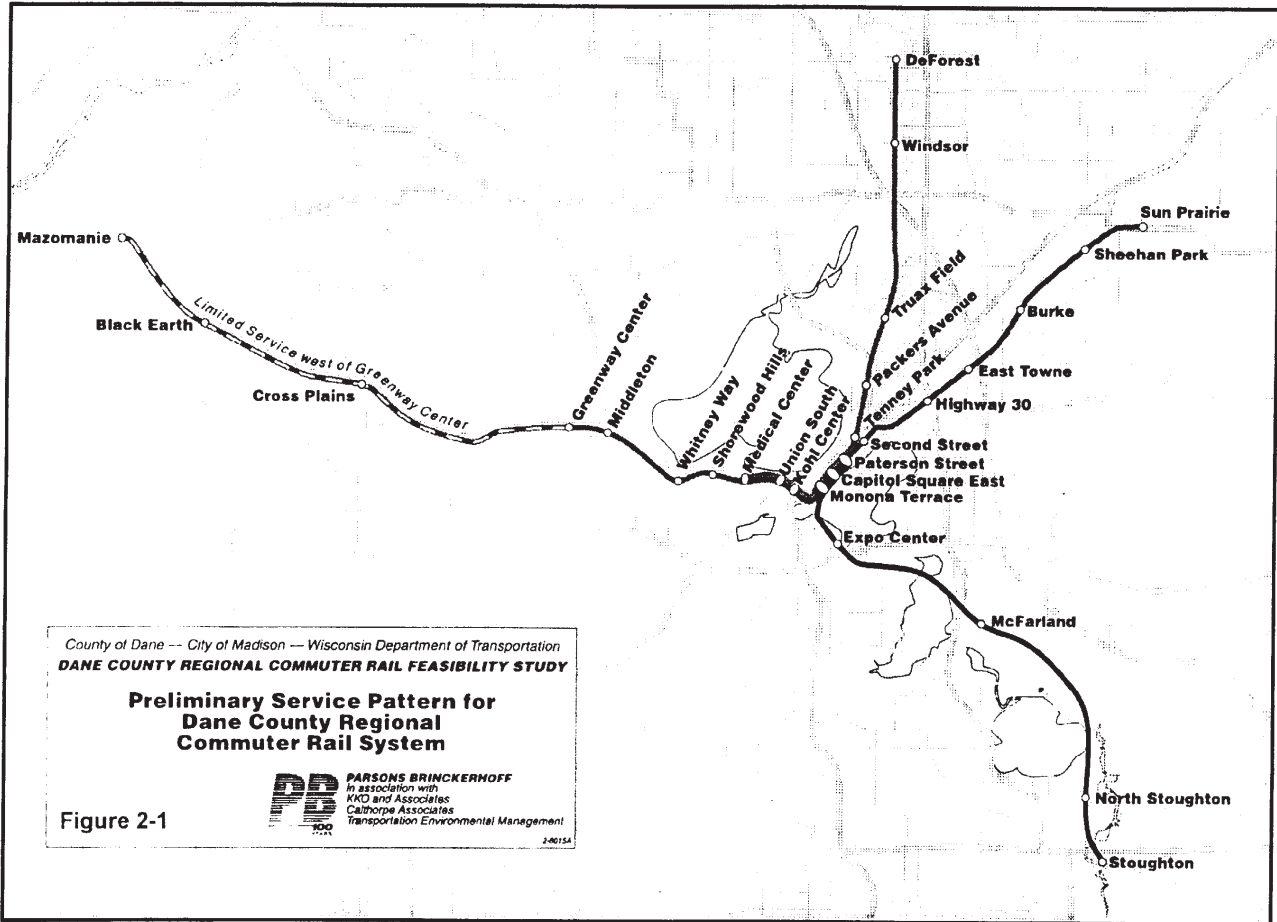 DeForest
Windsor
Sun Prairie
Mazomanie
Sheehan Park
Truax Field
Burke
Black Earth
Limited Service west of Greenway Center
Greenway Center
Packers Avenue
East Towne
Cross Plains
Middleton
Whitney Way
Shorewood Hills
Medical Center
Union South
Kohl Center
Tenney Park
Highway 30
Second Street
Paterson Street
Capitol Square East
Monona Terrace
Expo Center
McFarland
North Stoughton
Stoughton
County of Dane -- City of Madison -- Wisconsin Department of Transportation
DANE COUNTY REGIONAL COMMUTER RAIL FEASIBILITY STUDY
Preliminary Service Pattern for
Dane County Regional
Commuter Rail System
PB
100
YEARS
PARSONS BRINCKERHOFF
in association with
KKO and Associates
Calthorpe Associates
Transportation Environmental Management
Figure 2-1
2-8015A